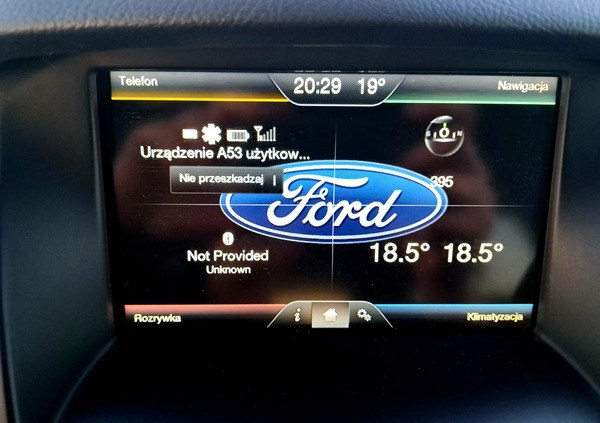 Telefon
20:29 19°
Nawigacja
Urządzenie A53 użytkow...
Nie przeszkadzaj
395
Ford
Not Provided
Unknown
18.5° 18.5°
Rozrywka
i
Klimatyzacja